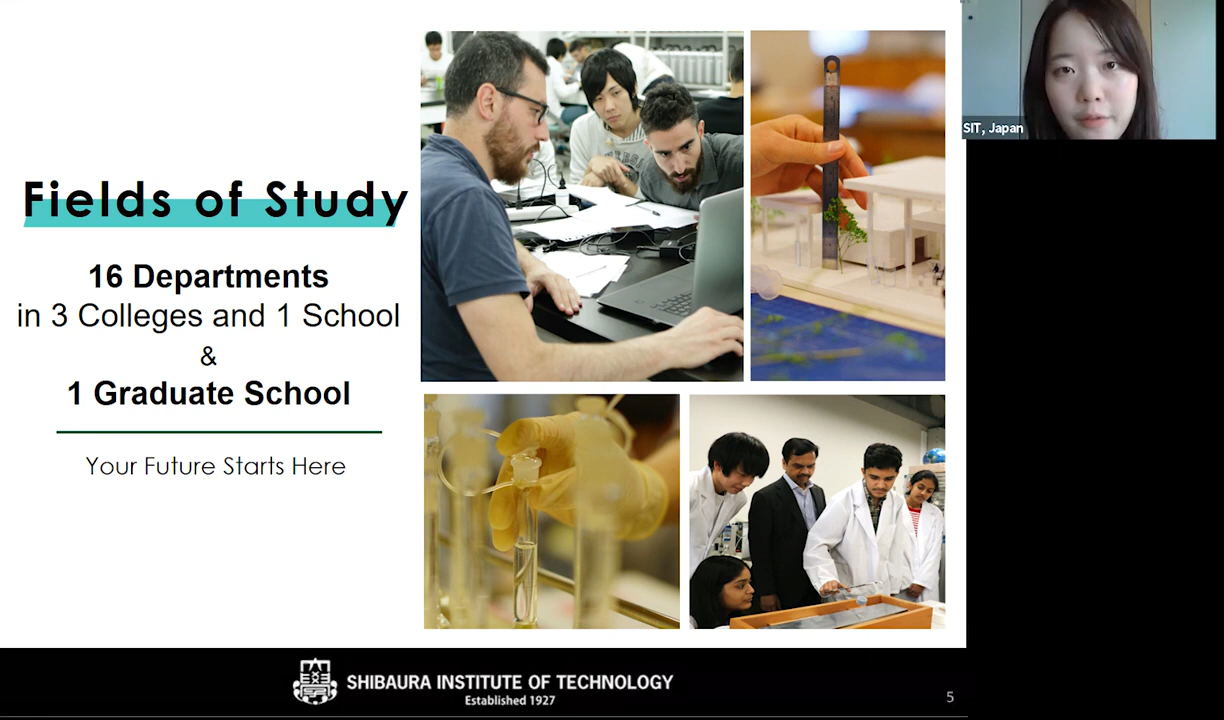 Fields of Study
16 Departments
in 3 Colleges and 1 School
&
1 Graduate School
Your Future Starts Here
SIT, Japan
SHIBAURA INSTITUTE OF TECHNOLOGY
Established 1927
5